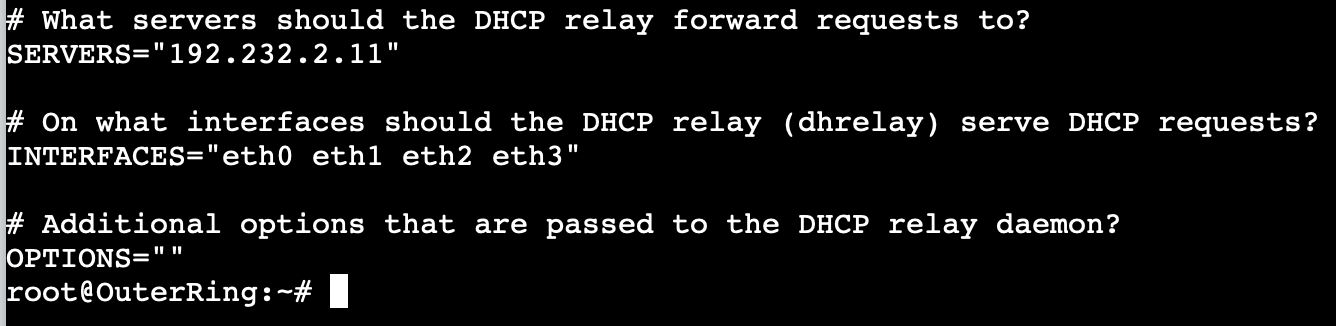 # What servers should the DHCP relay forward requests to?
SERVERS="192.232.2.11"
# On what interfaces should the DHCP relay (dhrelay) serve DHCP requests?
INTERFACES="eth0 eth1 eth2 eth3"
# Additional options that are passed to the DHCP relay daemon?
OPTIONS=""
root@OuterRing:~#